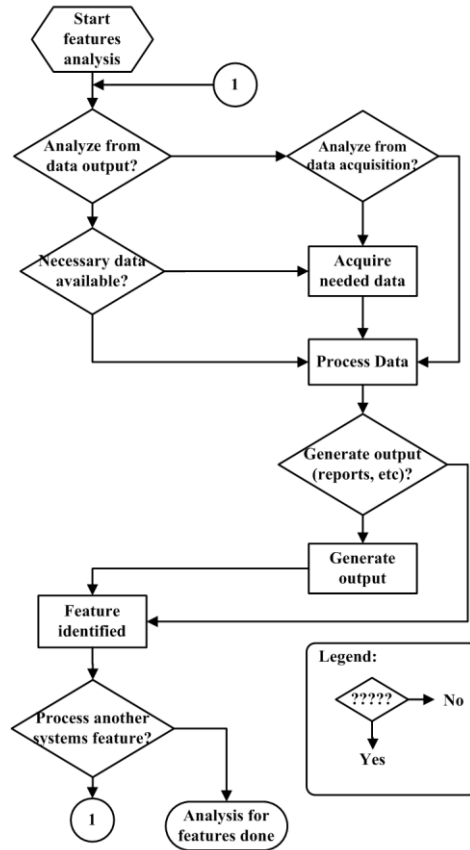 Start
features
analysis
1
Analyze from
data output?
Analyze from
data acquisition?
Necessary data
available?
Acquire
needed data
Process Data
Generate output
(reports, etc)?
Generate
output
Feature
identified
Legend:
?????
No
Yes
Process another
systems feature?
1
Analysis for
features done